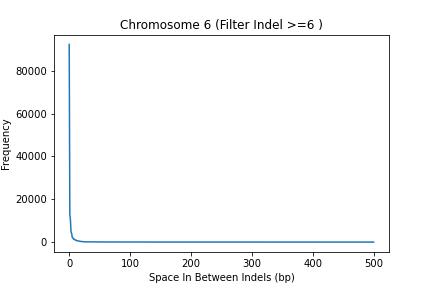 Chromosome 6 (Filter Indel >=6 )
80000
60000
40000
20000
0
Frequency
0 100 200 300 400 500
Space In Between Indels (bp)